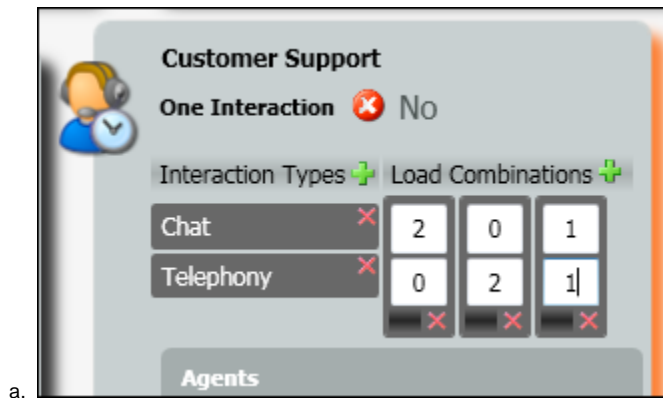 Customer Support
One Interaction No
Interaction Types Load Combinations
Chat 2 0 1
Telephony 0 2 1
Agents
a.